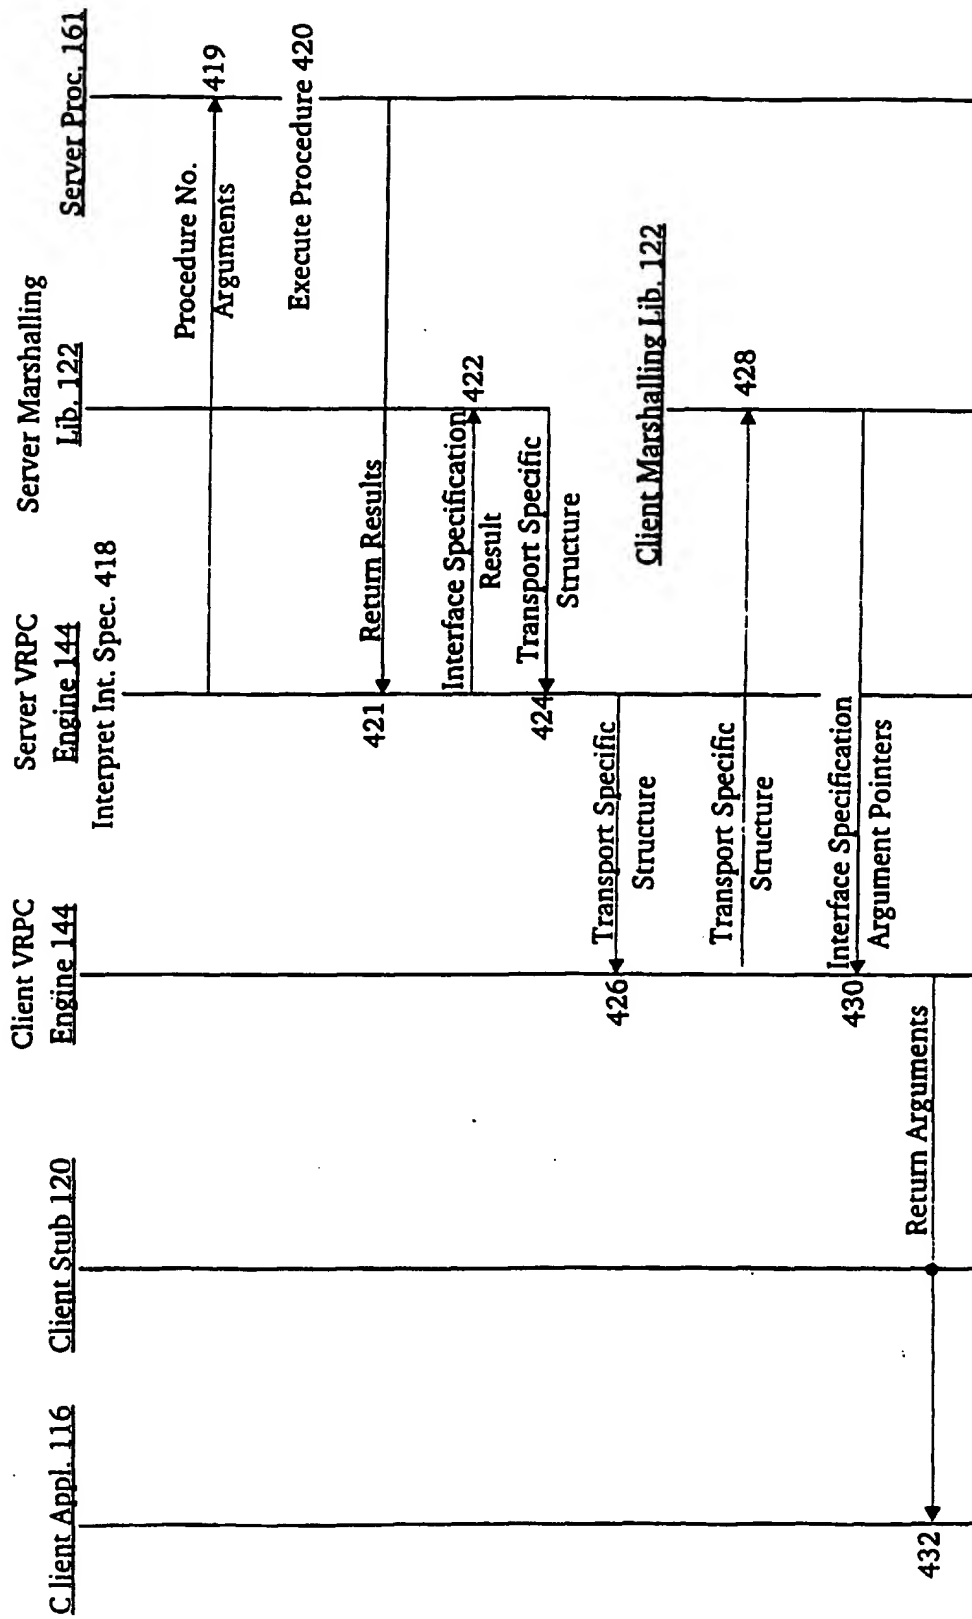 Client Appl. 116
Client Stub 120
Client VRPC
Engine 144
Server VRPC
Engine 144
Interpret Int. Spec. 418
Server Marshalling
Lib. 122
Server Proc. 161
Procedure No.
Arguments
419
Execute Procedure 420
Return Results
421
Interface Specification
Result
422
Transport Specific
Structure
424
Transport Specific
Structure
426
Client Marshalling Lib. 122
Transport Specific
Structure
428
Interface Specification
Argument Pointers
430
Return Arguments
432